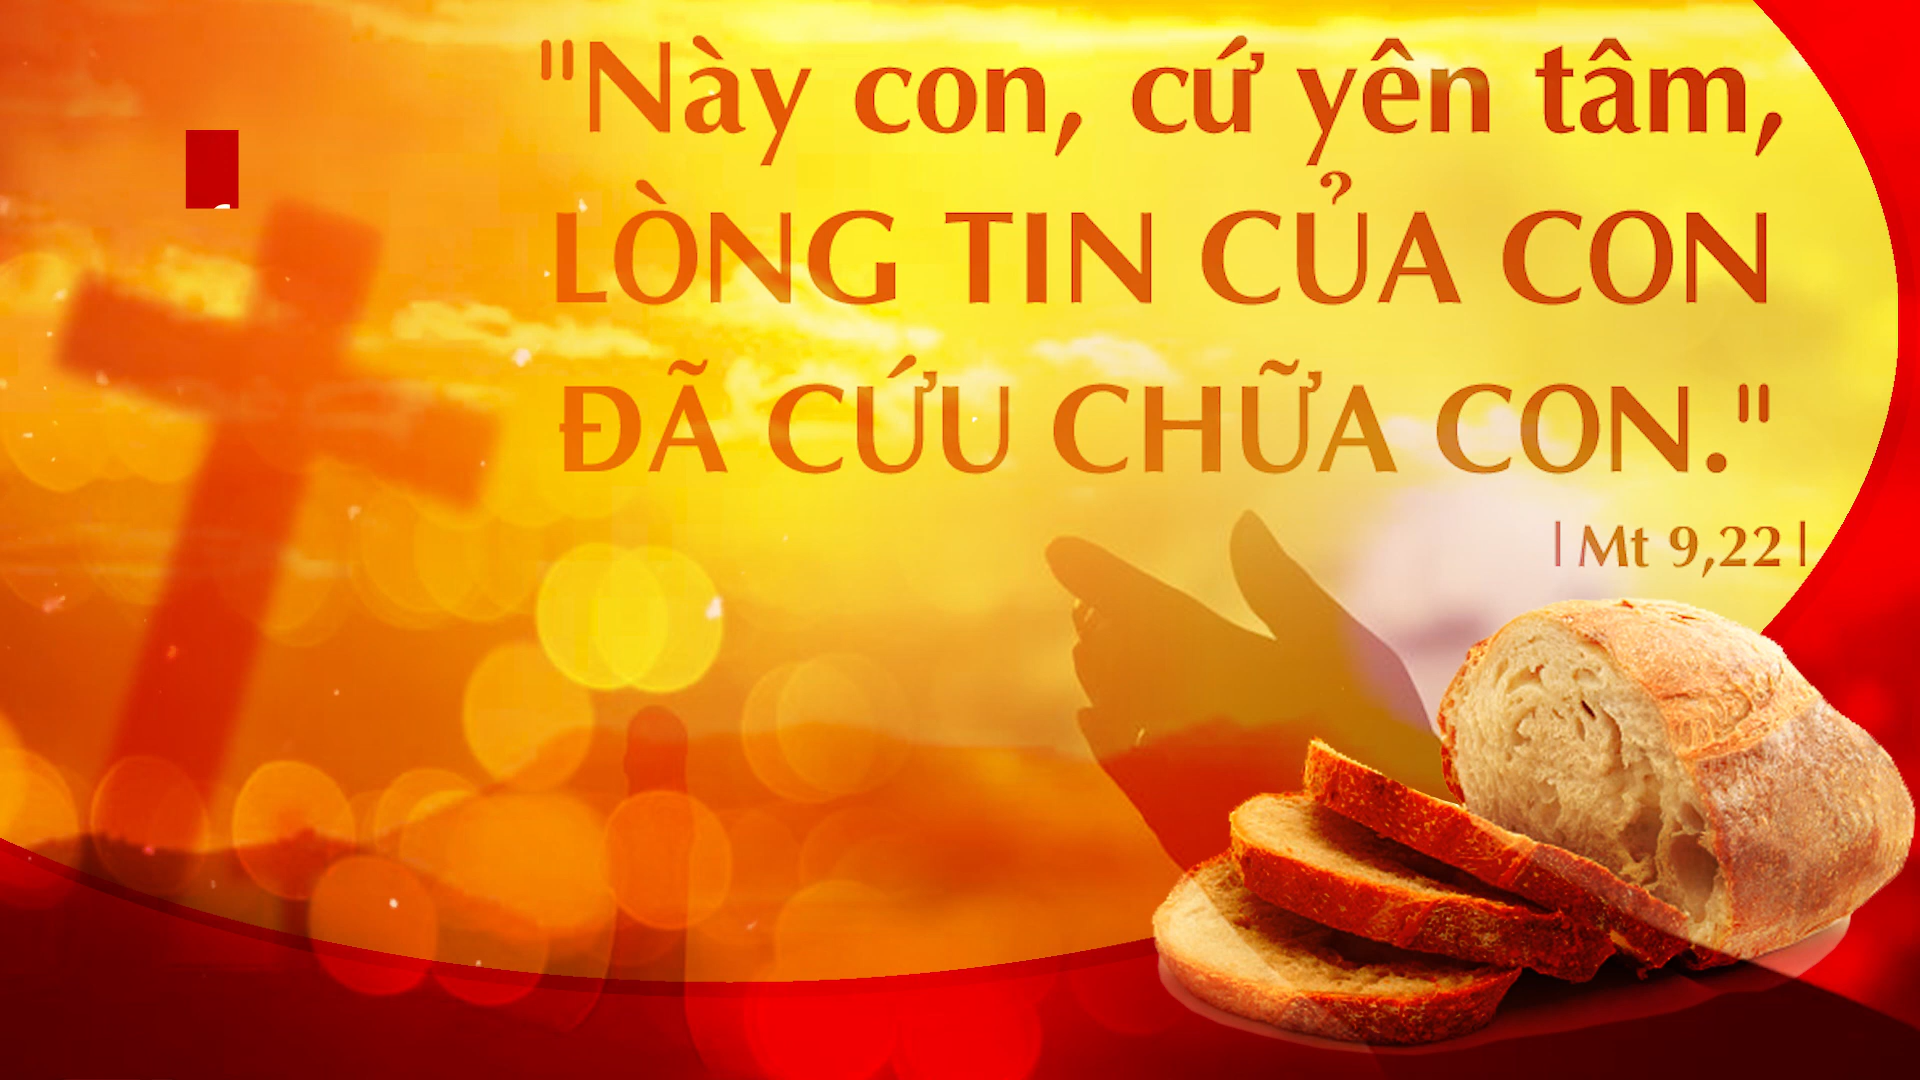 "Này con, cứ yên tâm,
LÒNG TIN CỦA CON
ĐÃ CỨU CHỮA CON."
| Mt 9,22 |